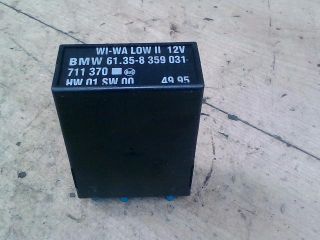 WI-WA LOW II 12V
BMW 61.35-8 359 031
711 370
HW 01 SW 00 49 95